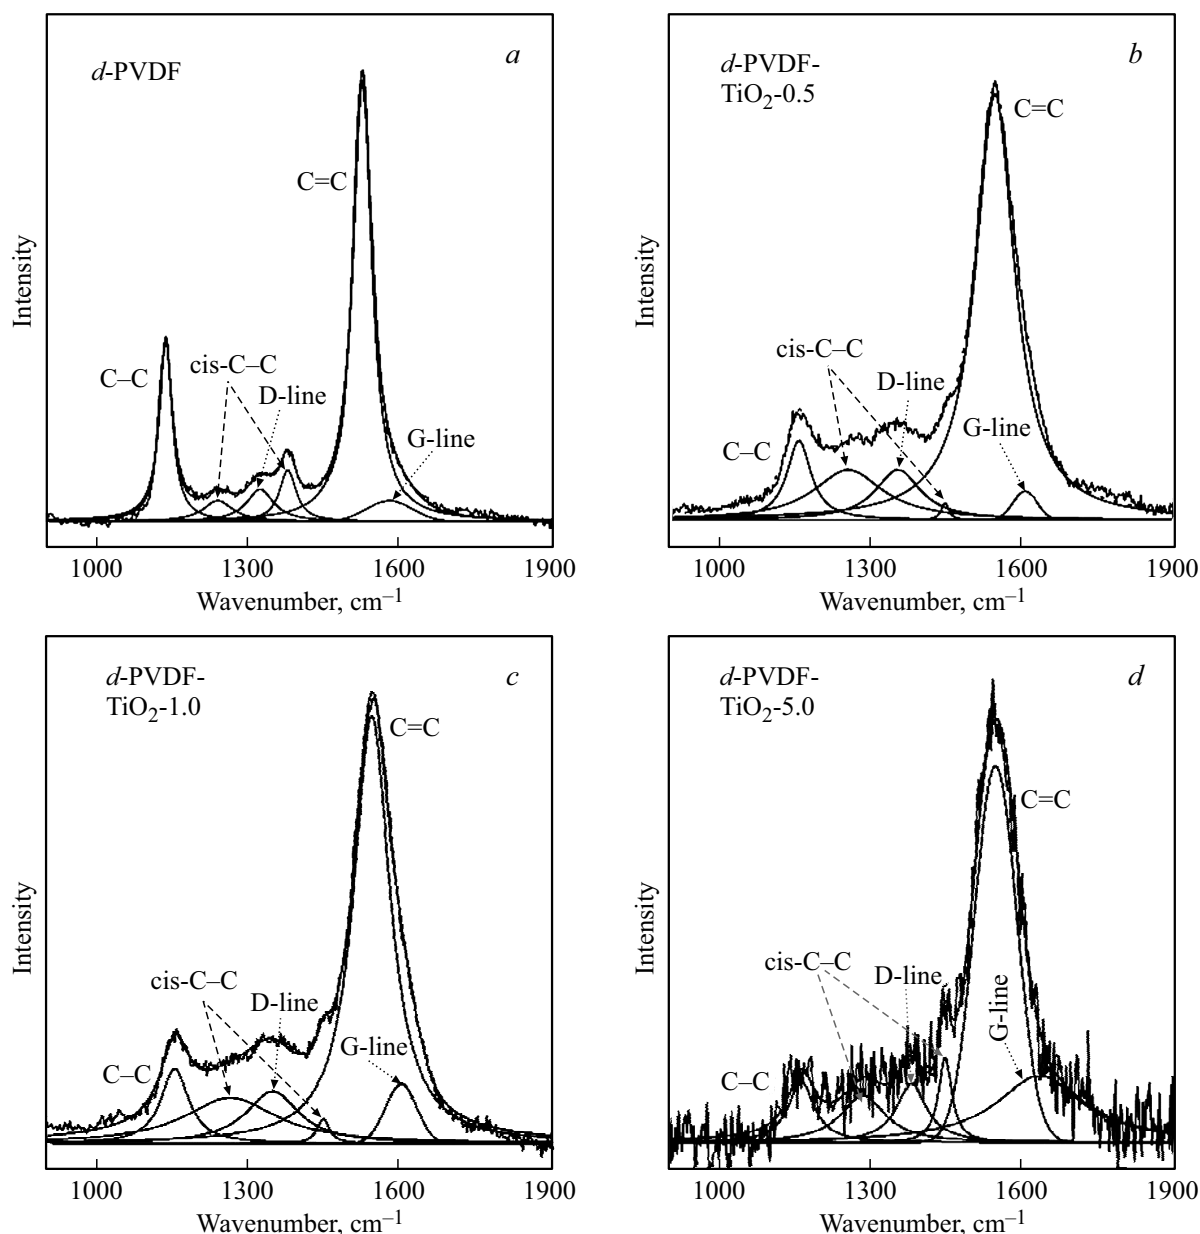 d-PVDF
a
C=C
C–C
cis-C–C
D-line
G-line
Intensity
1000 1300 1600 1900
Wavenumber, cm–1
d-PVDF-
TiO2-0.5
b
C=C
cis-C–C
D-line
C–C
G-line
Intensity
1000 1300 1600 1900
Wavenumber, cm–1
d-PVDF-
TiO2-1.0
c
C=C
cis-C–C
D-line
G-line
C–C
Intensity
1000 1300 1600 1900
Wavenumber, cm–1
d-PVDF-
TiO2-5.0
d
C=C
cis-C–C
D-line
G-line
C–C
Intensity
1000 1300 1600 1900
Wavenumber, cm–1